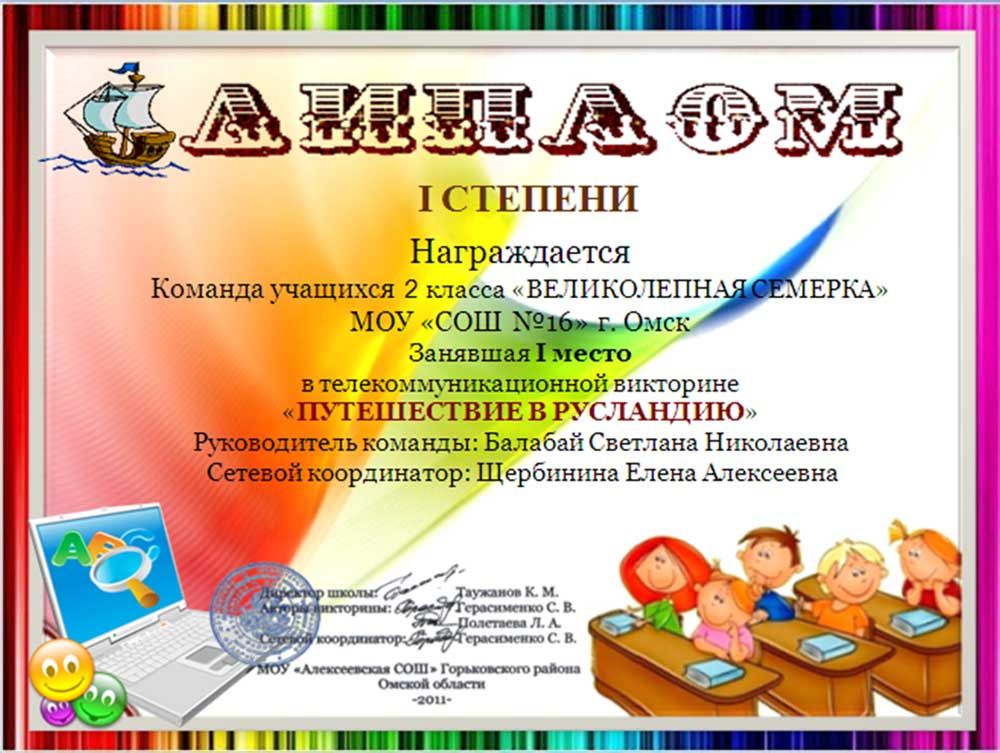 ДИПЛОМ
I СТЕПЕНИ
Награждается
Команда учащихся 2 класса «ВЕЛИКОЛЕПНАЯ СЕМЕРКА»
МОУ «СОШ №16» г. Омск
Занявшая I место
в телекоммуникационной викторине
«ПУТЕШЕСТВИЕ В РУСЛАНДИЮ»
Руководитель команды: Балабай Светлана Николаевна
Сетевой координатор: Щербинина Елена Алексеевна
Директор школы: Таужанов К. М.
Авторы викторины: Герасименко С. В.
Полетаева Л. А.
Сетевой координатор: Герасименко С. В.
МОУ «Алексеевская СОШ» Горьковского района
Омской области
-2011-